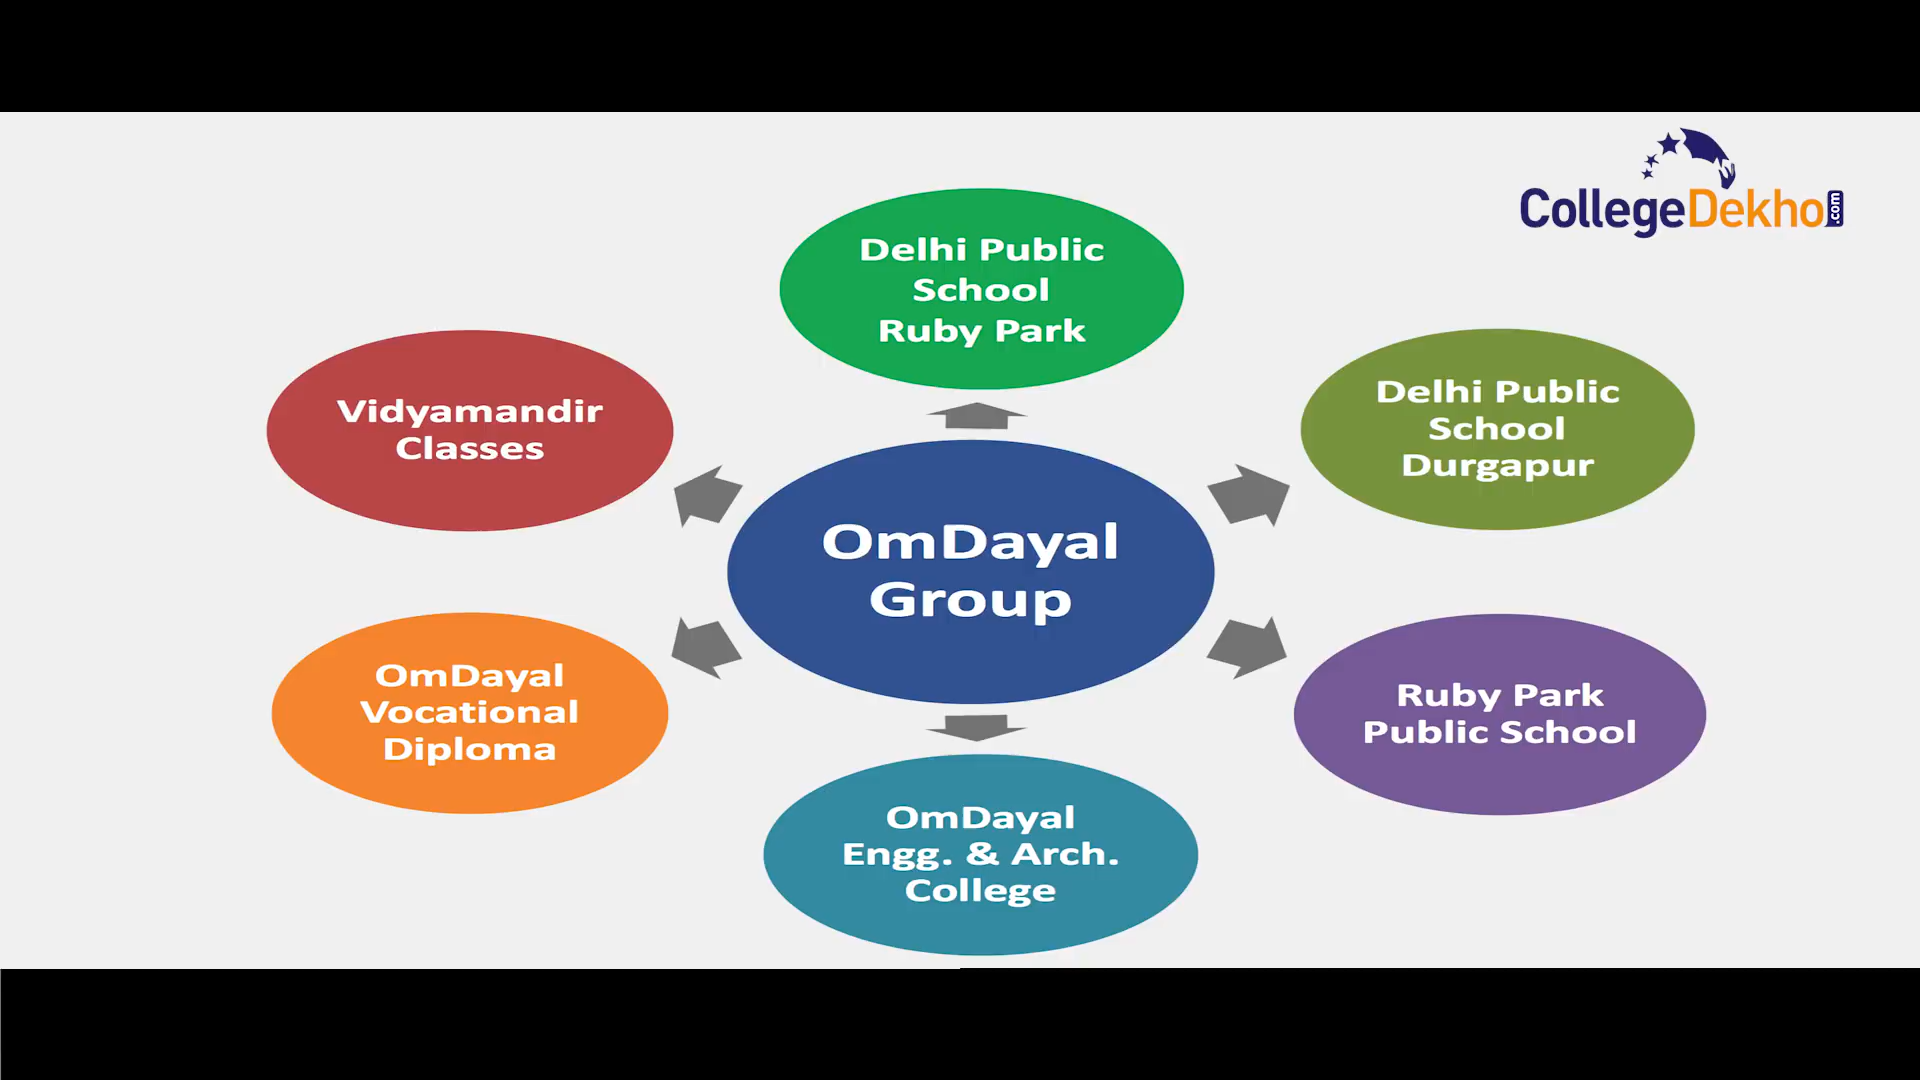 CollegeDekho.com
Delhi Public
School
Ruby Park
Delhi Public
School
Durgapur
Vidyamandir
Classes
OmDayal
Group
OmDayal
Vocational
Diploma
Ruby Park
Public School
OmDayal
Engg. & Arch.
College